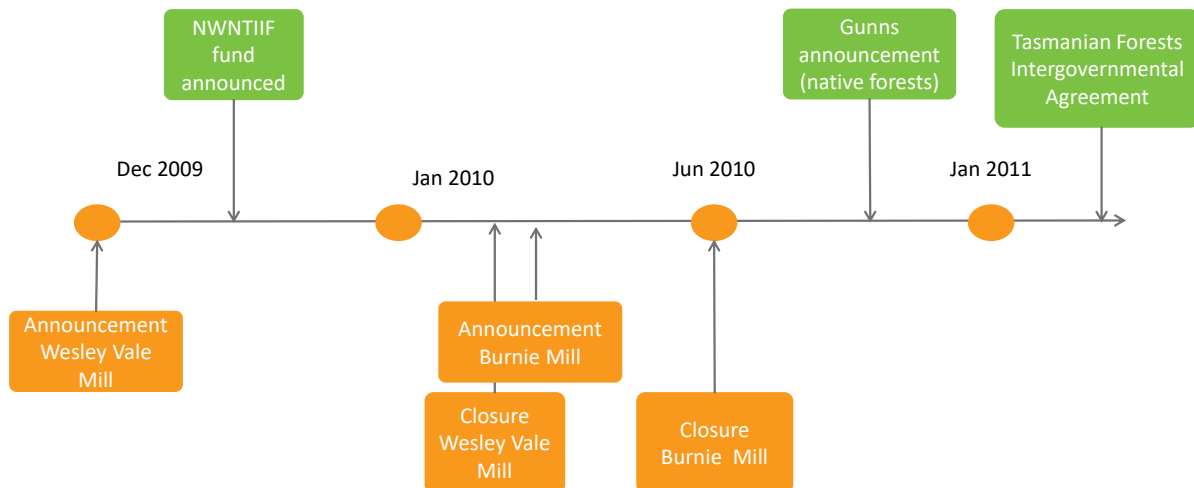 NWNTIIF
fund
announced
Gunns
announcement
(native forests)
Tasmanian Forests
Intergovernmental
Agreement
Dec 2009
Jan 2010
Jun 2010
Jan 2011
Announcement
Wesley Vale
Mill
Announcement
Burnie Mill
Closure
Wesley Vale
Mill
Closure
Burnie  Mill